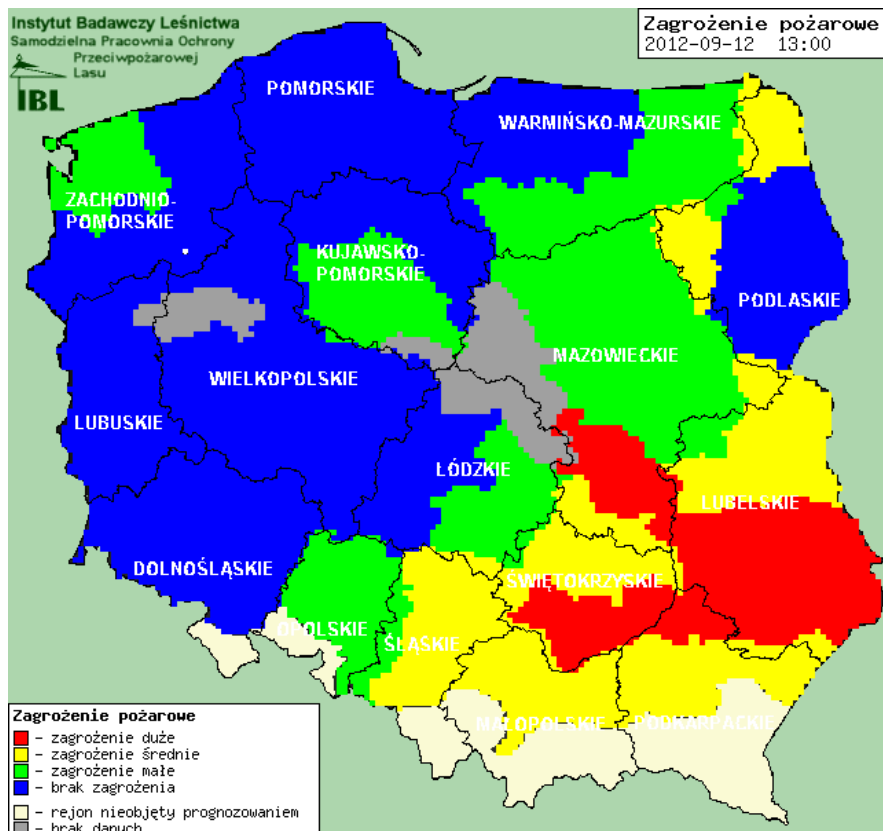 Instytut Badawczy Leśnictwa
Samodzielna Pracownia Ochrony
Przeciwpożarowej
Lasu
IBL
Zagrożenie pożarowe
2012-09-12 13:00
POMORSKIE
WARMIŃSKO-MAZURSKIE
ZACHODNIO-
POMORSKIE
KUJAWSKO-
POMORSKIE
PODLASKIE
MAZOWIECKIE
WIELKOPOLSKIE
LUBUSKIE
ŁÓDZKIE
LUBELSKIE
DOLNOŚLĄSKIE
ŚWIĘTOKRZYSKIE
OPOLSKIE
ŚLĄSKIE
MAŁOPOLSKIE
PODKARPACKIE
Zagrożenie pożarowe
– zagrożenie duże
– zagrożenie średnie
– zagrożenie małe
– brak zagrożenia
– rejon nieobjęty prognozowaniem
– brak danych